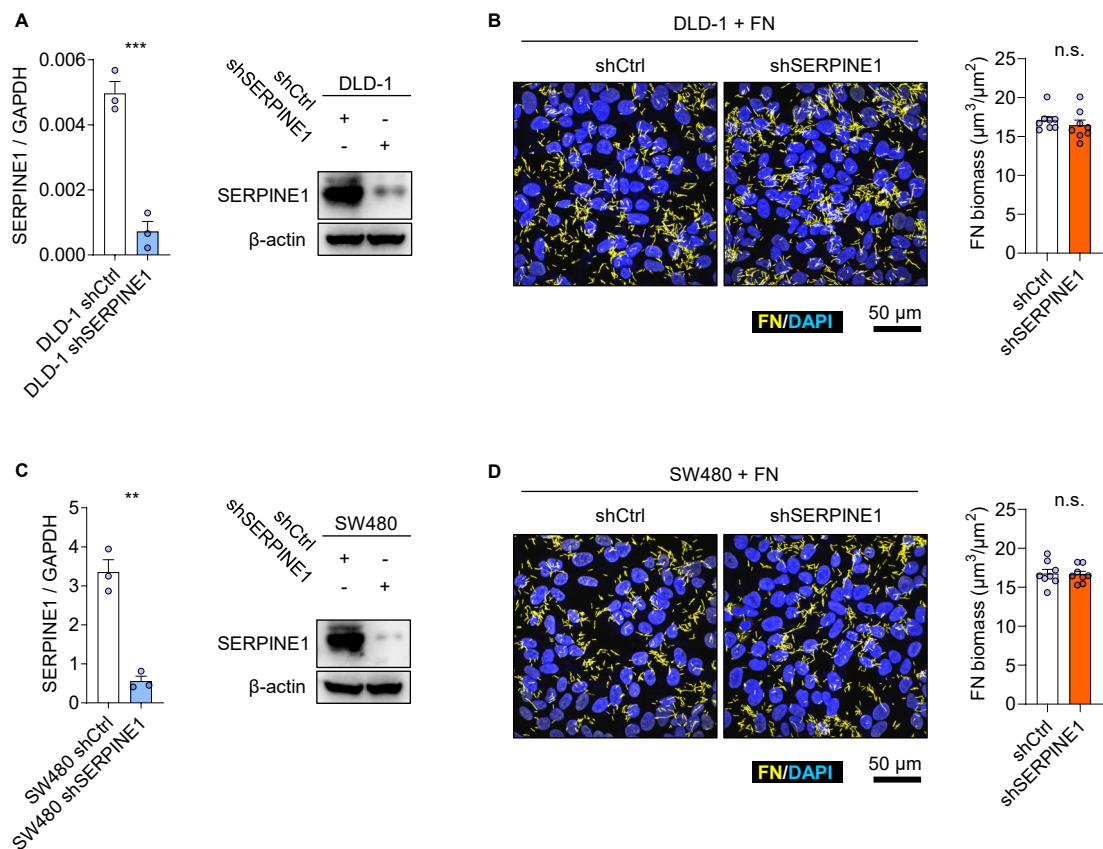 A
SERPINE1 / GAPDH
0.006
0.004
0.002
0.000
***
DLD-1 shCtrl
DLD-1 shSERPINE1
shCtrl
shSERPINE1
DLD-1
+ -
- +
SERPINE1
β-actin
B
DLD-1 + FN
shCtrl shSERPINE1
FN/DAPI 50 µm
FN biomass (µm³/µm²)
25
20
15
10
5
0
n.s.
shCtrl
shSERPINE1
C
SERPINE1 / GAPDH
5
4
3
2
1
0
**
SW480 shCtrl
SW480 shSERPINE1
shCtrl
shSERPINE1
SW480
+ -
- +
SERPINE1
β-actin
D
SW480 + FN
shCtrl shSERPINE1
FN/DAPI 50 µm
FN biomass (µm³/µm²)
25
20
15
10
5
0
n.s.
shCtrl
shSERPINE1